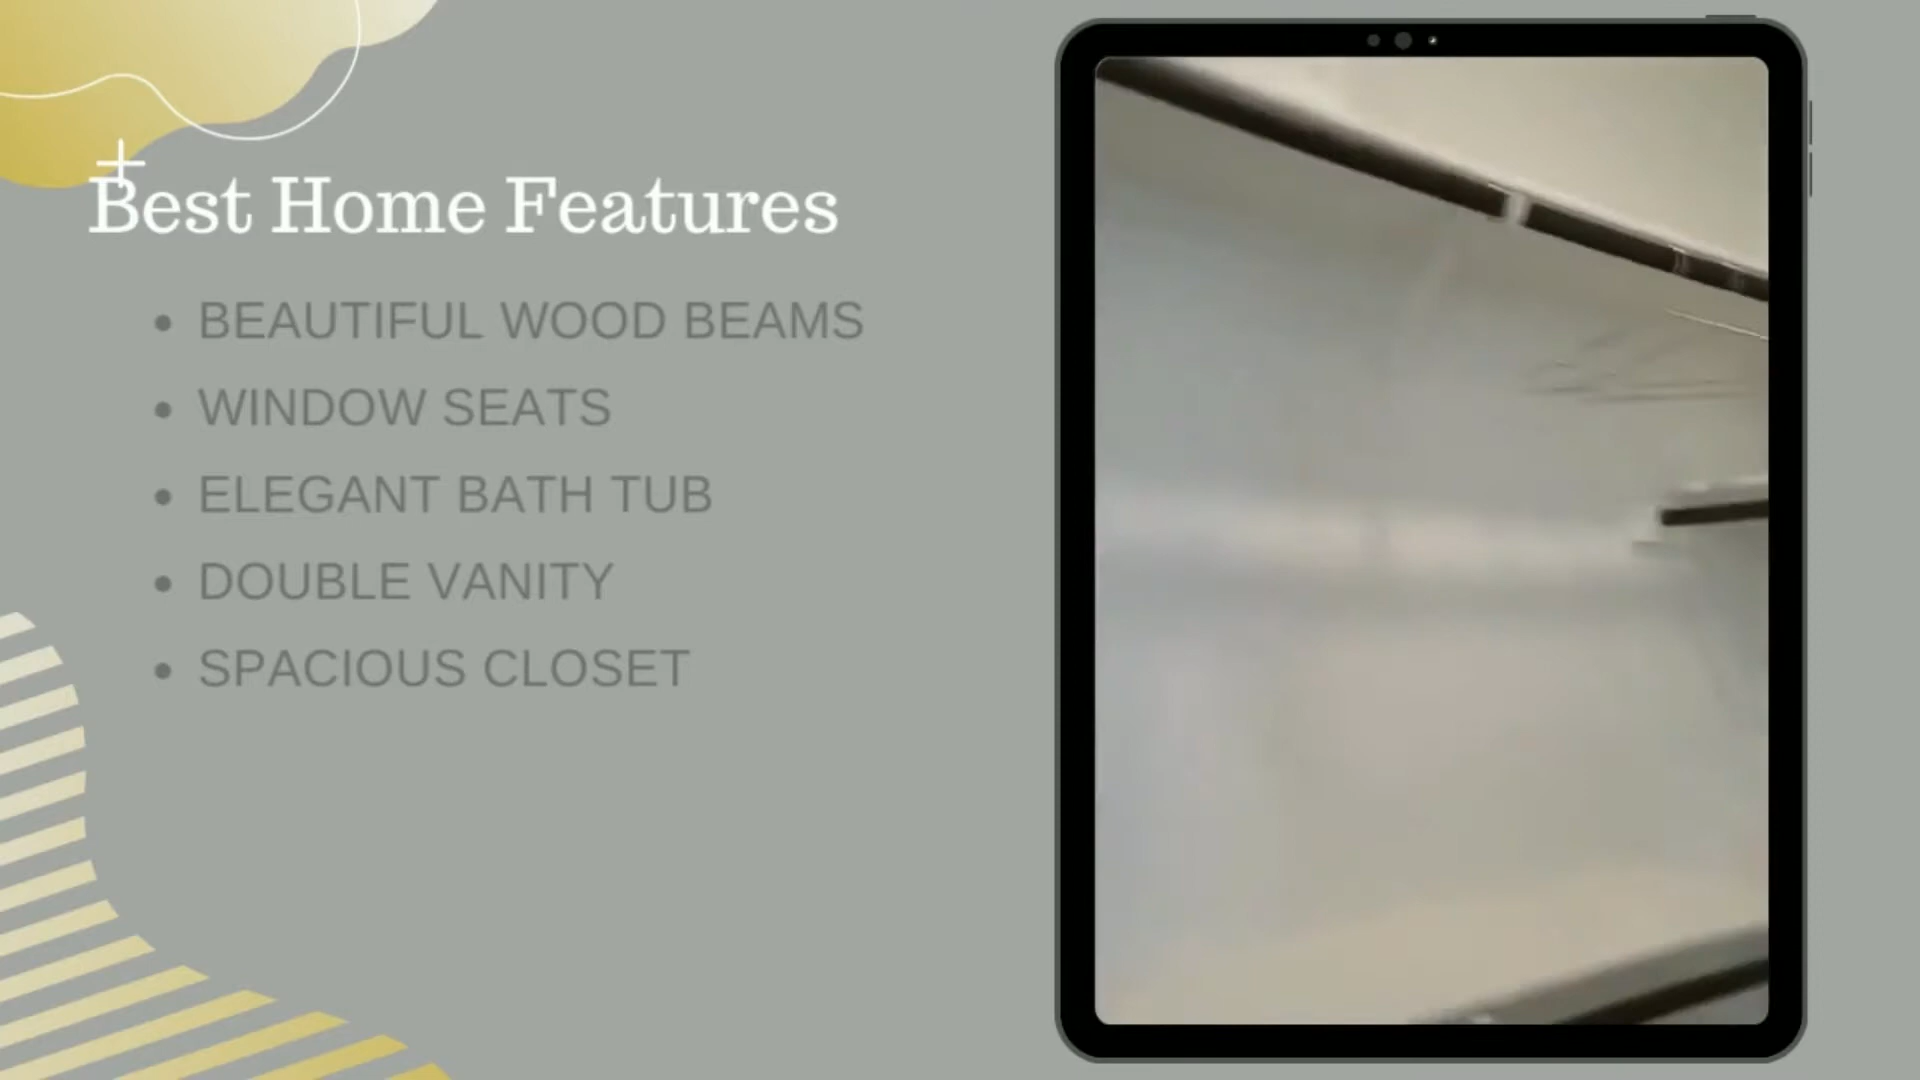 Best Home Features
• BEAUTIFUL WOOD BEAMS
• WINDOW SEATS
• ELEGANT BATH TUB
• DOUBLE VANITY
• SPACIOUS CLOSET